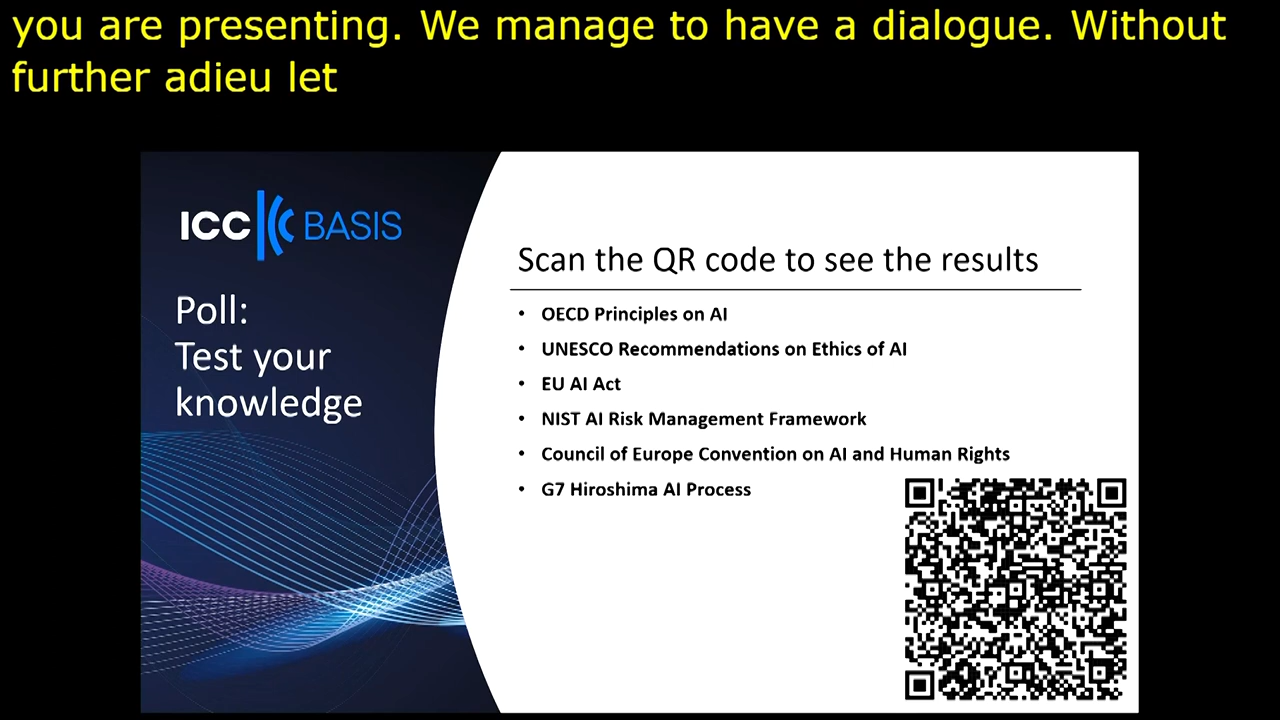 you are presenting. We manage to have a dialogue. Without
further adieu let
ICC BASIS
Poll:
Test your
knowledge
Scan the QR code to see the results
• OECD Principles on AI
• UNESCO Recommendations on Ethics of AI
• EU AI Act
• NIST AI Risk Management Framework
• Council of Europe Convention on AI and Human Rights
• G7 Hiroshima AI Process